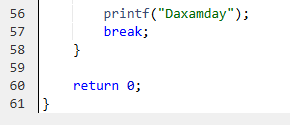 56 printf("Daxamday");
57 break;
58 }
59
60 return 0;
61 }